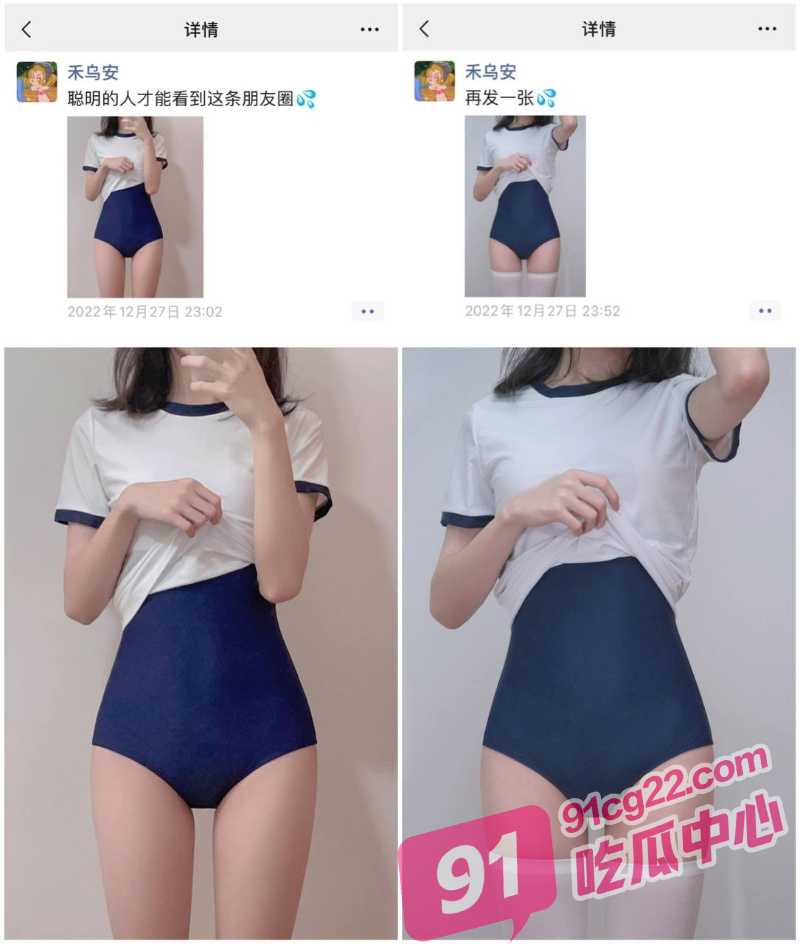 详情
禾乌安
聪明的人才能看到这条朋友圈💦
2022年12月27日 23:02
详情
禾乌安
再发一张💦
2022年12月27日 23:52
91
91cg22.com
吃瓜中心